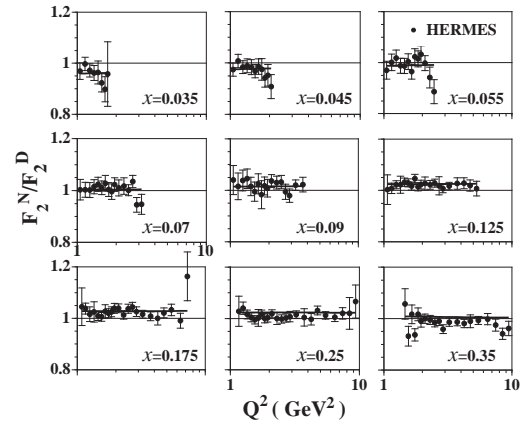 HERMES
1.2
1
0.8
x=0.035
x=0.045
x=0.055
F₂ᴺ/F₂ᴰ
1.2
1
0.8
x=0.07
x=0.09
x=0.125
1 10
1.2
1
0.8
x=0.175
x=0.25
x=0.35
1 10 1 10
Q² ( GeV² )